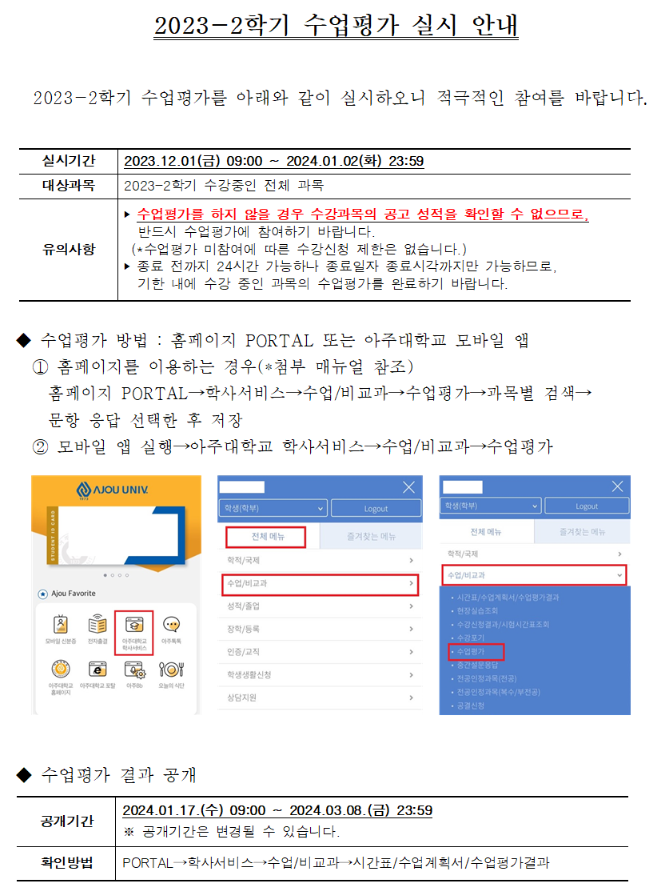 2023-2학기 수업평가 실시 안내
2023-2학기 수업평가를 아래와 같이 실시하오니 적극적인 참여를 바랍니다.
실시기간 2023.12.01(금) 09:00 ~ 2024.01.02(화) 23:59
대상과목 2023-2학기 수강중인 전체 과목
유의사항
▶ 수업평가를 하지 않을 경우 수강과목의 공고 성적을 확인할 수 없으므로,
반드시 수업평가에 참여하기 바랍니다.
(*수업평가 미참여에 따른 수강신청 제한은 없습니다.)
▶ 종료 전까지 24시간 가능하나 종료일자 종료시각까지만 가능하므로,
기한 내에 수강 중인 과목의 수업평가를 완료하기 바랍니다.
◆ 수업평가 방법 : 홈페이지 PORTAL 또는 아주대학교 모바일 앱
① 홈페이지를 이용하는 경우(*첨부 매뉴얼 참조)
홈페이지 PORTAL→학사서비스→수업/비교과→수업평가→과목별 검색→
문항 응답 선택한 후 저장
② 모바일 앱 실행→아주대학교 학사서비스→수업/비교과→수업평가
AJOU UNIV.
STUDENT ID CARD
Ajou Favorite
모바일 신분증 전자출결 아주대학교 학사서비스 아주톡톡
아주대학교 홈페이지 아주대학교 포탈 아주BB 오늘의 식단
학생(학부) Logout
전체 메뉴 즐겨찾는 메뉴
학적/국제
수업/비교과
성적/졸업
장학/등록
인증/교직
학생생활신청
상담지원
학생(학부) Logout
전체 메뉴 즐겨찾는 메뉴
학적/국제
수업/비교과
• 시간표/수업계획서/수업평가결과
• 현장실습조회
• 수강신청결과/시험시간표조회
• 수강포기
• 수업평가
• 중간설문응답
• 전공인정과목(전공)
• 전공인정과목(복수/부전공)
• 공결신청
◆ 수업평가 결과 공개
공개기간 2024.01.17.(수) 09:00 ~ 2024.03.08.(금) 23:59
※ 공개기간은 변경될 수 있습니다.
확인방법 PORTAL→학사서비스→수업/비교과→시간표/수업계획서/수업평가결과